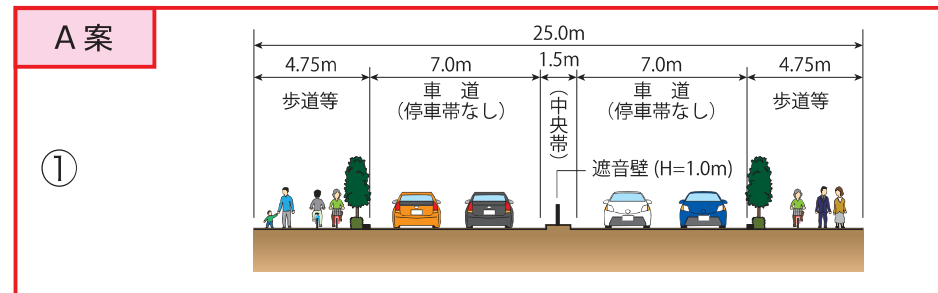 A案
25.0m
4.75m 7.0m 1.5m 7.0m 4.75m
歩道等
車 道
(停車帯なし)
(中央帯)
車 道
(停車帯なし)
歩道等
①
遮音壁 (H=1.0m)